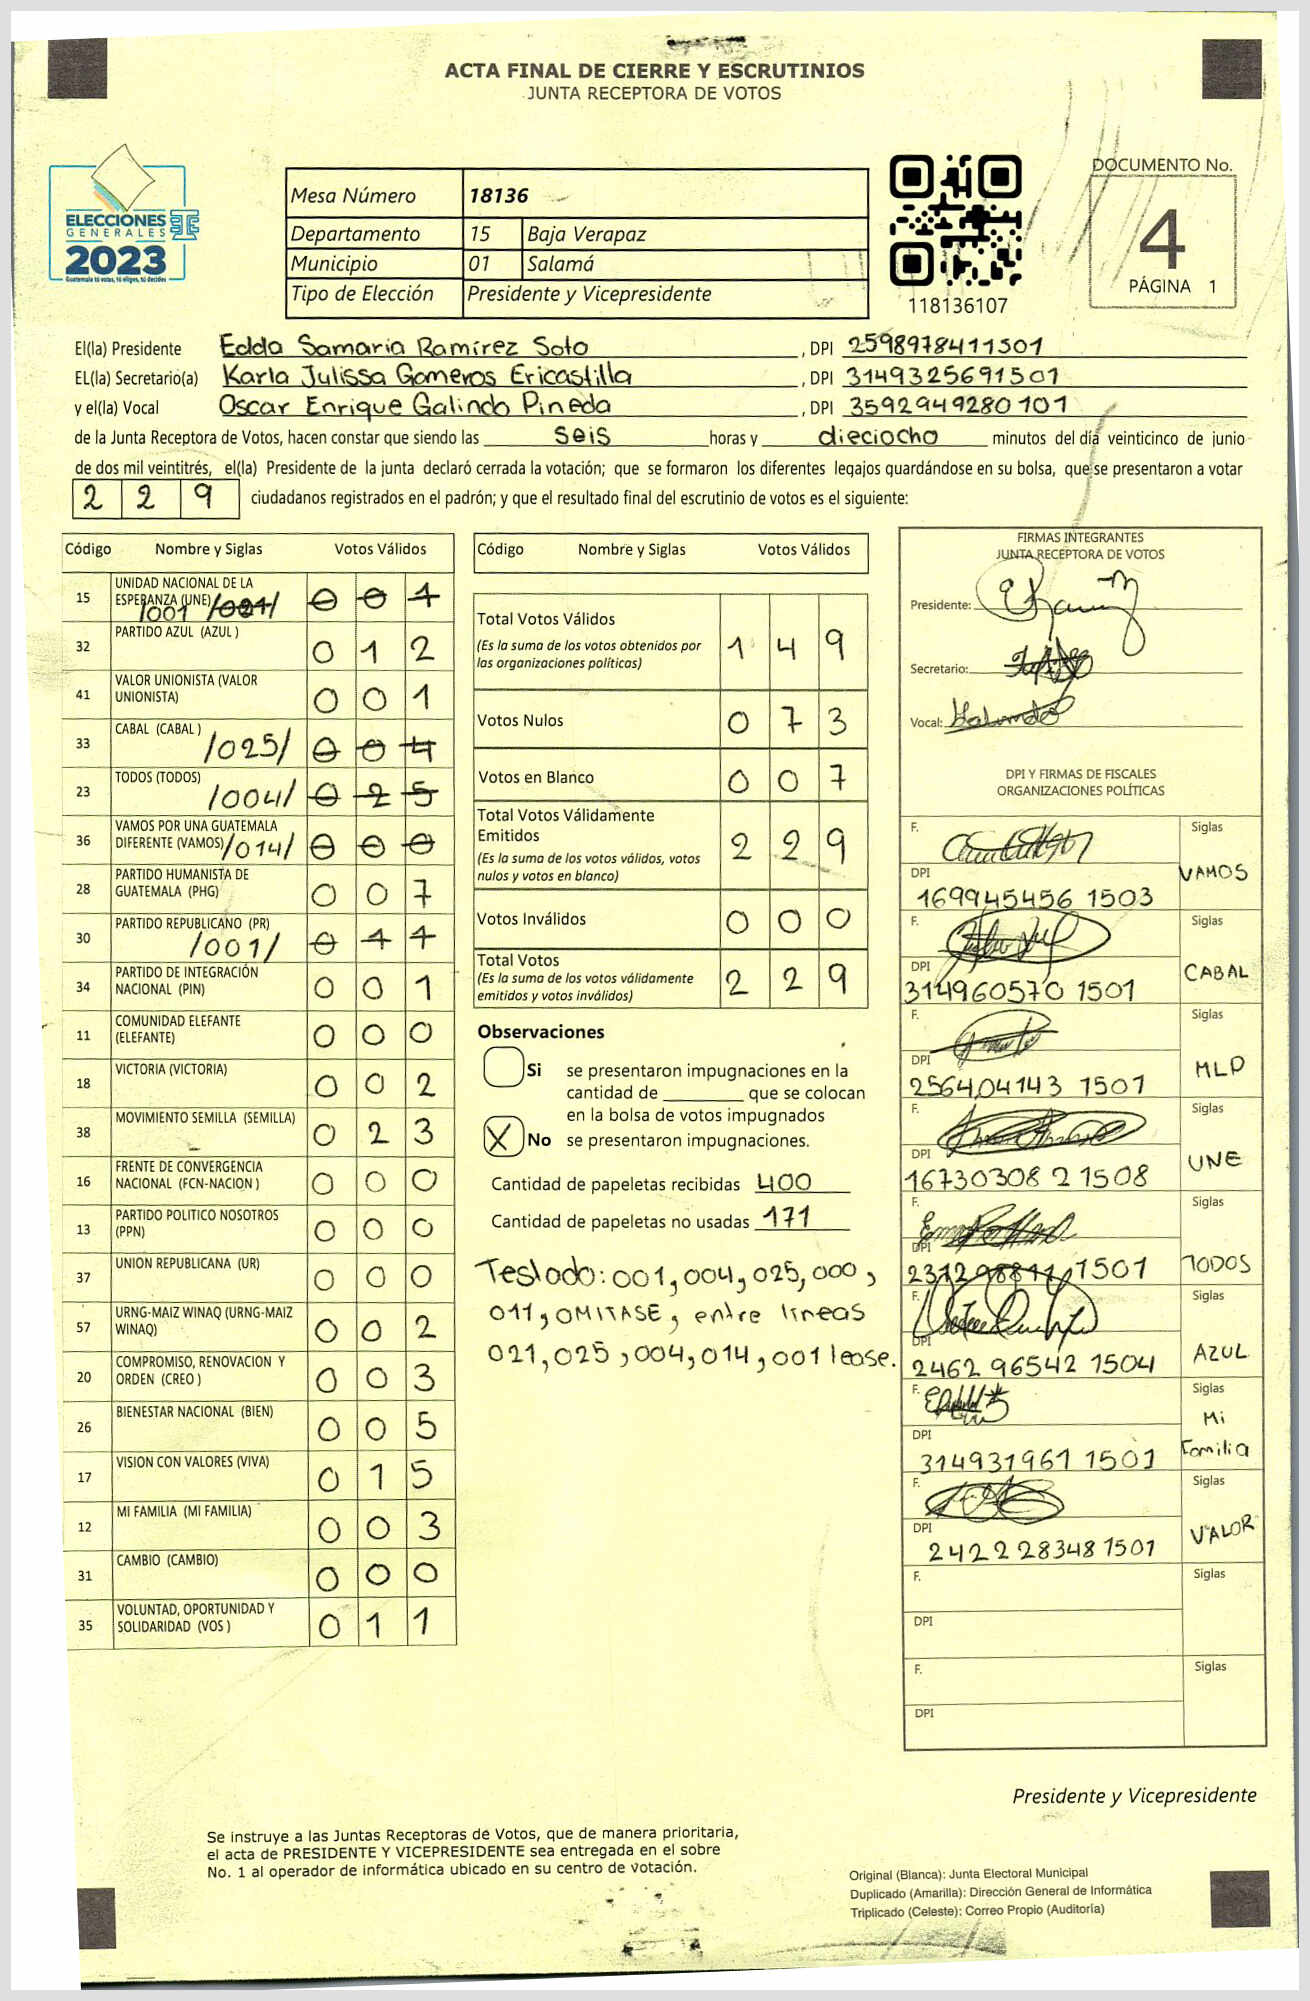 ACTA FINAL DE CIERRE Y ESCRUTINIOS
JUNTA RECEPTORA DE VOTOS
ELECCIONES
GENERALES
2023
Guatemala tú votas, tú eliges, tú decides
Mesa Número 18136
Departamento 15 Baja Verapaz
Municipio 01 Salamá
Tipo de Elección Presidente y Vicepresidente
118136107
DOCUMENTO No.
4
PÁGINA 1
El(la) Presidente Edda Samaria Ramírez Soto, DPI 2598978411501
EL(la) Secretario(a) Karla Julissa Gomeros Ericastilla, DPI 3149325691501
y el(la) Vocal Oscar Enrique Galindo Pineda, DPI 3592949280101
de la Junta Receptora de Votos, hacen constar que siendo las seis horas y dieciocho minutos del día veinticinco de junio
de dos mil veintitrés, el(la) Presidente de la junta declaró cerrada la votación; que se formaron los diferentes legajos guardándose en su bolsa, que se presentaron a votar
2 2 9 ciudadanos registrados en el padrón; y que el resultado final del escrutinio de votos es el siguiente:
Código Nombre y Siglas Votos Válidos
15 UNIDAD NACIONAL DE LA
ESPERANZA (UNE) /001 /021/ 0 0 1
32 PARTIDO AZUL (AZUL ) 0 1 2
41 VALOR UNIONISTA (VALOR
UNIONISTA) 0 0 1
33 CABAL (CABAL ) /025/ 0 0 4
23 TODOS (TODOS) /004/ 0 2 5
36 VAMOS POR UNA GUATEMALA
DIFERENTE (VAMOS) /014/ 0 0 0
28 PARTIDO HUMANISTA DE
GUATEMALA (PHG) 0 0 7
30 PARTIDO REPUBLICANO (PR) /001/ 0 1 1
34 PARTIDO DE INTEGRACIÓN
NACIONAL (PIN) 0 0 1
11 COMUNIDAD ELEFANTE
(ELEFANTE) 0 0 0
18 VICTORIA (VICTORIA) 0 0 2
38 MOVIMIENTO SEMILLA (SEMILLA) 0 2 3
16 FRENTE DE CONVERGENCIA
NACIONAL (FCN-NACION ) 0 0 0
13 PARTIDO POLITICO NOSOTROS
(PPN) 0 0 0
37 UNION REPUBLICANA (UR) 0 0 0
57 URNG-MAIZ WINAQ (URNG-MAIZ
WINAQ) 0 0 2
20 COMPROMISO, RENOVACION Y
ORDEN (CREO ) 0 0 3
26 BIENESTAR NACIONAL (BIEN) 0 0 5
17 VISION CON VALORES (VIVA) 0 1 5
12 MI FAMILIA (MI FAMILIA) 0 0 3
31 CAMBIO (CAMBIO) 0 0 0
35 VOLUNTAD, OPORTUNIDAD Y
SOLIDARIDAD (VOS ) 0 1 1
Código Nombre y Siglas Votos Válidos
Total Votos Válidos
(Es la suma de los votos obtenidos por
las organizaciones políticas) 1 4 9
Votos Nulos 0 7 3
Votos en Blanco 0 0 7
Total Votos Válidamente
Emitidos
(Es la suma de los votos válidos, votos
nulos y votos en blanco) 2 2 9
Votos Inválidos 0 0 0
Total Votos
(Es la suma de los votos válidamente
emitidos y votos inválidos) 2 2 9
Observaciones
Si se presentaron impugnaciones en la
cantidad de ________ que se colocan
en la bolsa de votos impugnados
X No se presentaron impugnaciones.
Cantidad de papeletas recibidas 400
Cantidad de papeletas no usadas 171
Testado: 001, 004, 025, 000,
011, OMITASE, entre lineas
021, 025, 004, 014, 001 lease.
FIRMAS INTEGRANTES
JUNTA RECEPTORA DE VOTOS
Presidente:
Secretario:
Vocal: Galindo
DPI Y FIRMAS DE FISCALES
ORGANIZACIONES POLÍTICAS
F. Siglas
DPI VAMOS
169945456 1503
F. Siglas
DPI CABAL
314960570 1501
F. Siglas
DPI MLP
256404143 1501
F. Siglas
DPI UNE
16730308 2 1508
F. Siglas
DPI TODOS
231298811 1501
F. Siglas
DPI AZUL
2462 96542 1504
F. Siglas
DPI Mi
Familia
314931961 1501
F. Siglas
DPI VALOR
2422 28348 1501
F. Siglas
DPI
F. Siglas
DPI
Presidente y Vicepresidente
Se instruye a las Juntas Receptoras de Votos, que de manera prioritaria,
el acta de PRESIDENTE Y VICEPRESIDENTE sea entregada en el sobre
No. 1 al operador de informática ubicado en su centro de votación.
Original (Blanca): Junta Electoral Municipal
Duplicado (Amarilla): Dirección General de Informática
Triplicado (Celeste): Correo Propio (Auditoría)